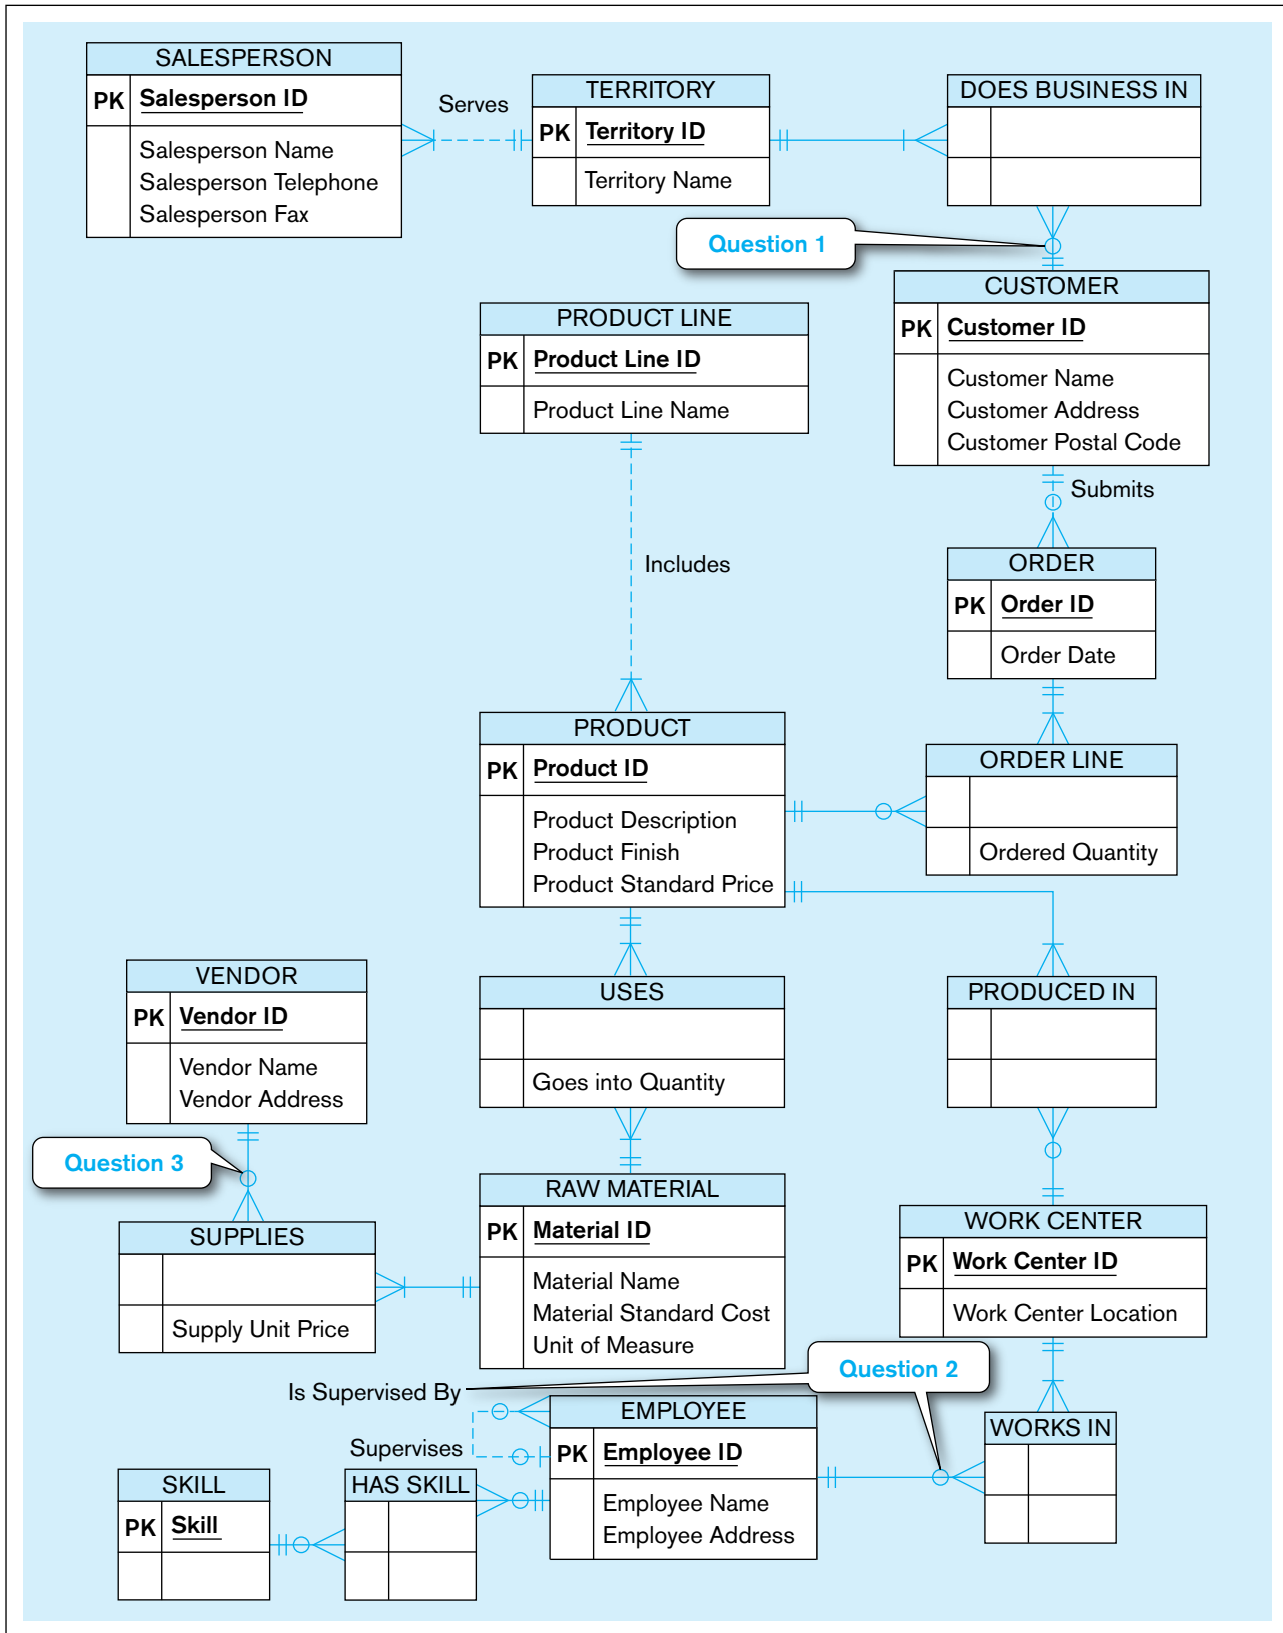 SALESPERSON
PK Salesperson ID
Salesperson Name
Salesperson Telephone
Salesperson Fax
Serves
TERRITORY
PK Territory ID
Territory Name
DOES BUSINESS IN
Question 1
CUSTOMER
PK Customer ID
Customer Name
Customer Address
Customer Postal Code
PRODUCT LINE
PK Product Line ID
Product Line Name
Submits
Includes
ORDER
PK Order ID
Order Date
PRODUCT
PK Product ID
Product Description
Product Finish
Product Standard Price
ORDER LINE
Ordered Quantity
VENDOR
PK Vendor ID
Vendor Name
Vendor Address
USES
Goes into Quantity
PRODUCED IN
Question 3
SUPPLIES
Supply Unit Price
RAW MATERIAL
PK Material ID
Material Name
Material Standard Cost
Unit of Measure
WORK CENTER
PK Work Center ID
Work Center Location
Question 2
Is Supervised By
Supervises
EMPLOYEE
PK Employee ID
Employee Name
Employee Address
WORKS IN
SKILL
PK Skill
HAS SKILL